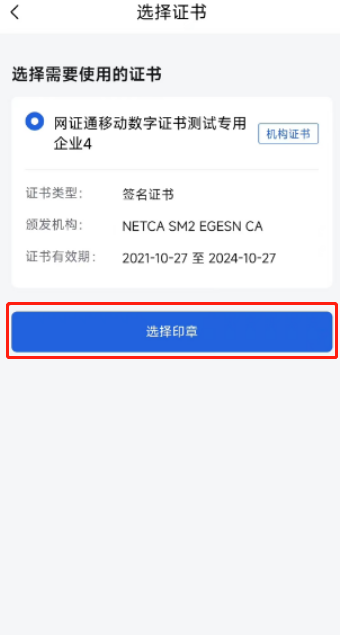 选择证书
选择需要使用的证书
网证通移动数字证书测试专用
企业4
机构证书
证书类型：
签名证书
颁发机构：
NETCA SM2 EGESN CA
证书有效期：
2021-10-27 至 2024-10-27
选择印章